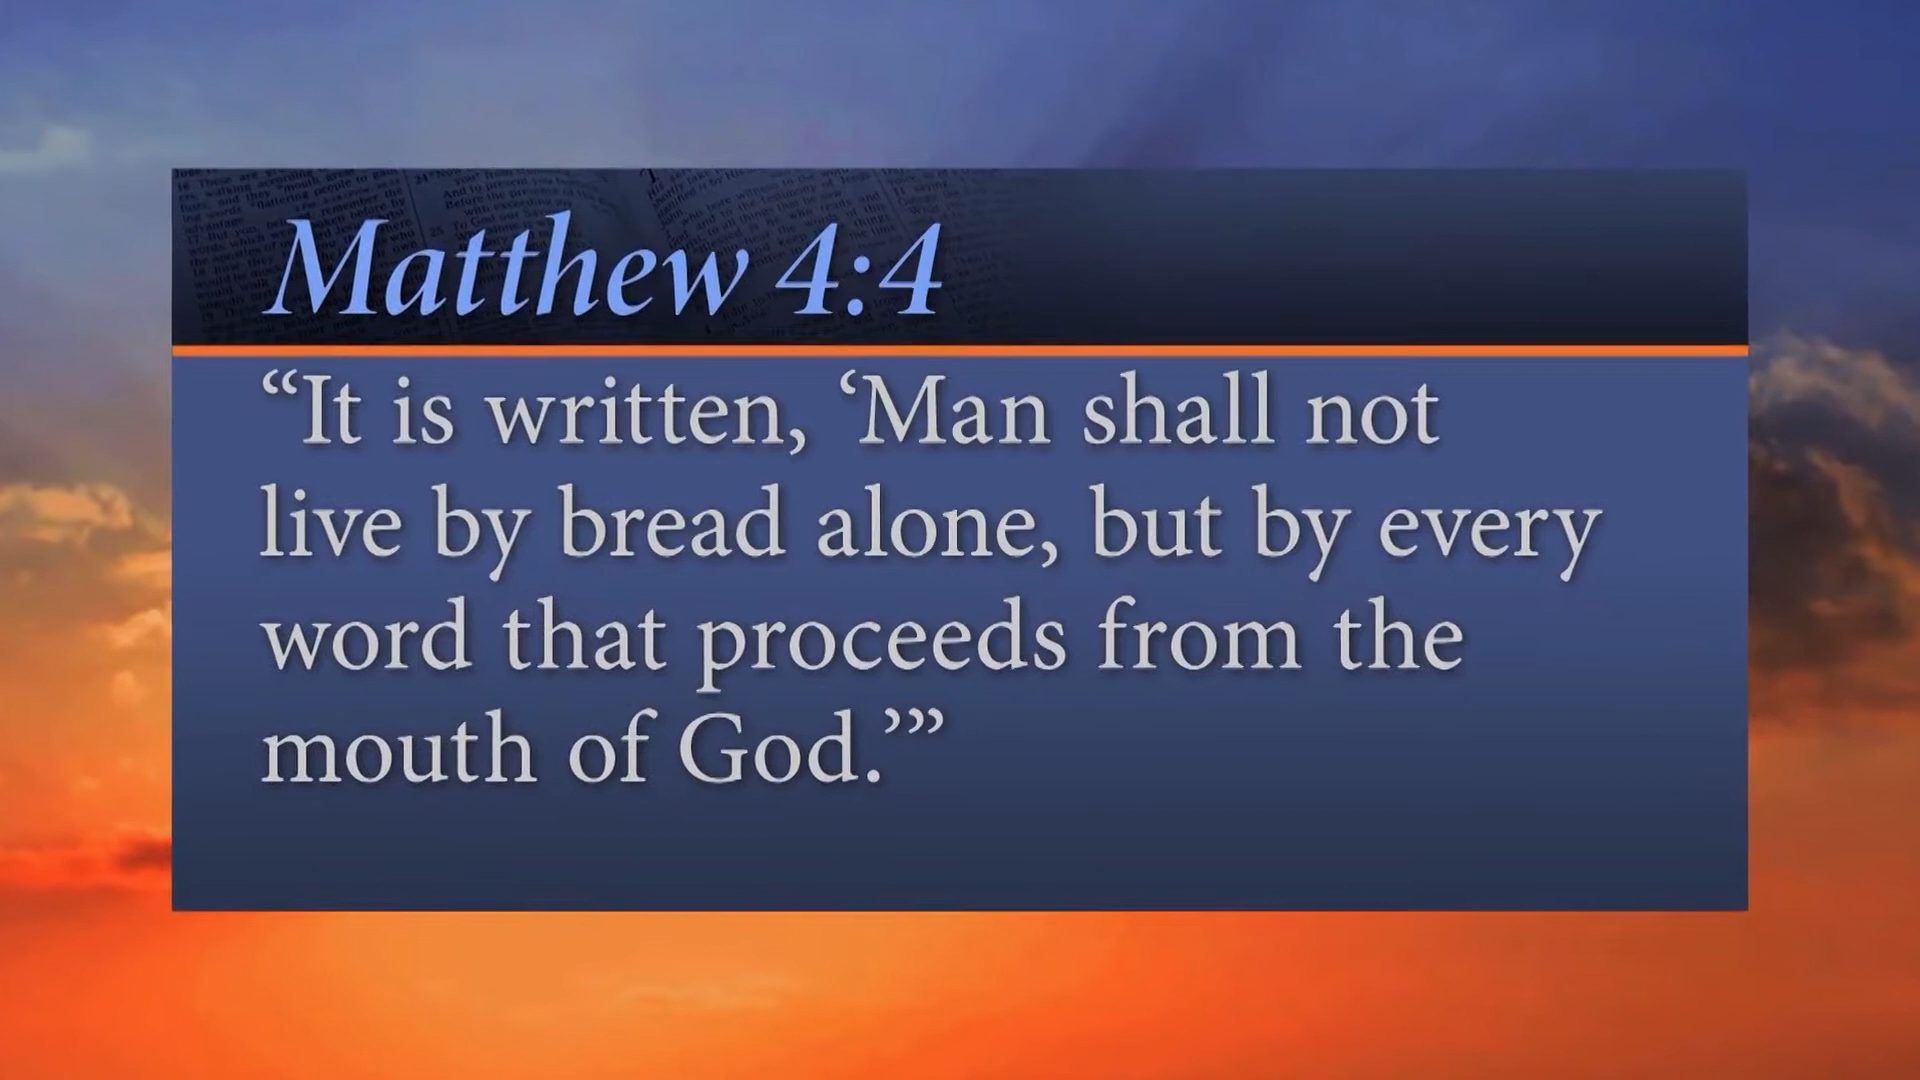 Matthew 4:4
“It is written, ‘Man shall not
live by bread alone, but by every
word that proceeds from the
mouth of God.’”